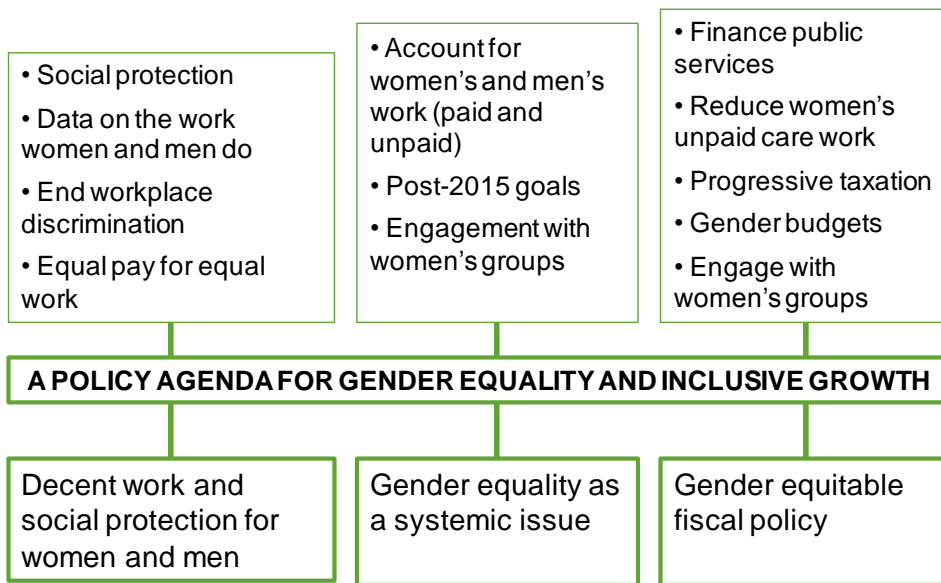 • Social protection
• Data on the work
women and men do
• End workplace
discrimination
• Equal pay for equal
work
• Account for
women's and men's
work (paid and
unpaid)
• Post-2015 goals
• Engagement with
women's groups
• Finance public
services
• Reduce women's
unpaid care work
• Progressive taxation
• Gender budgets
• Engage with
women's groups
A POLICY AGENDA FOR GENDER EQUALITY AND INCLUSIVE GROWTH
Decent work and
social protection for
women and men
Gender equality as
a systemic issue
Gender equitable
fiscal policy